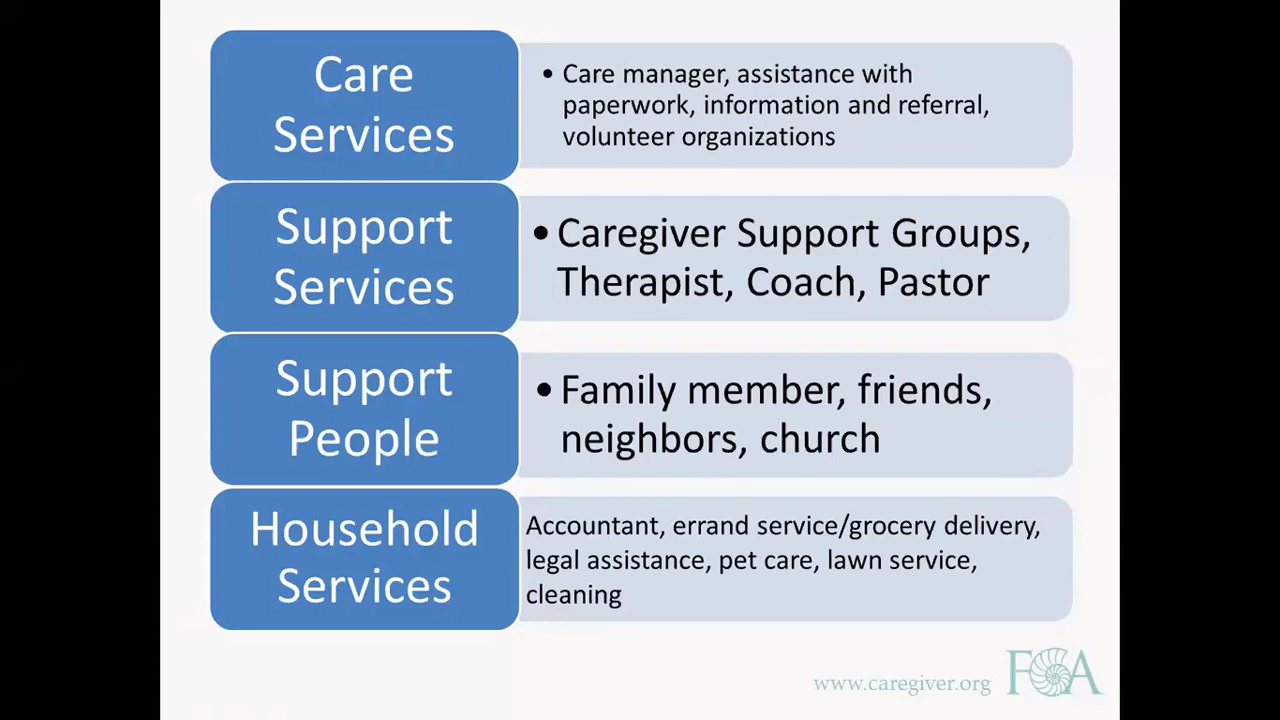 Care
Services
• Care manager, assistance with
paperwork, information and referral,
volunteer organizations
Support
Services
• Caregiver Support Groups,
Therapist, Coach, Pastor
Support
People
• Family member, friends,
neighbors, church
Household
Services
Accountant, errand service/grocery delivery,
legal assistance, pet care, lawn service,
cleaning
www.caregiver.org
FCA